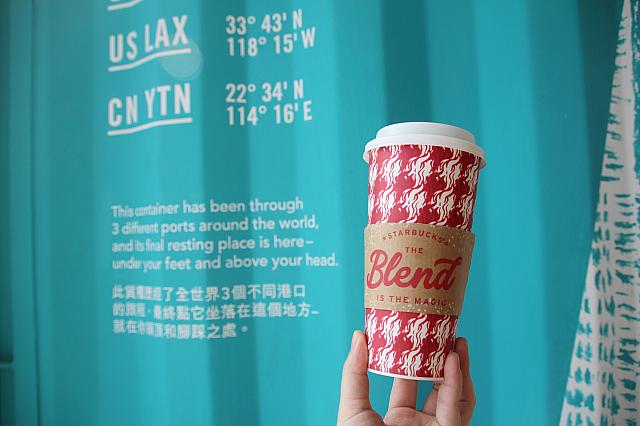 US LAX
33° 43' N
118° 15' W
CN YTN
22° 34' N
114° 16' E
This container has been through
3 different ports around the world,
and its final resting place is here–
under your feet and above your head.
此貨櫃歷經了全世界3個不同港口
的旅程，最終點它坐落在這個地方–
就在你頭頂和腳踩之處。
STARBUCKS®
THE
Blend
IS THE MAGIC